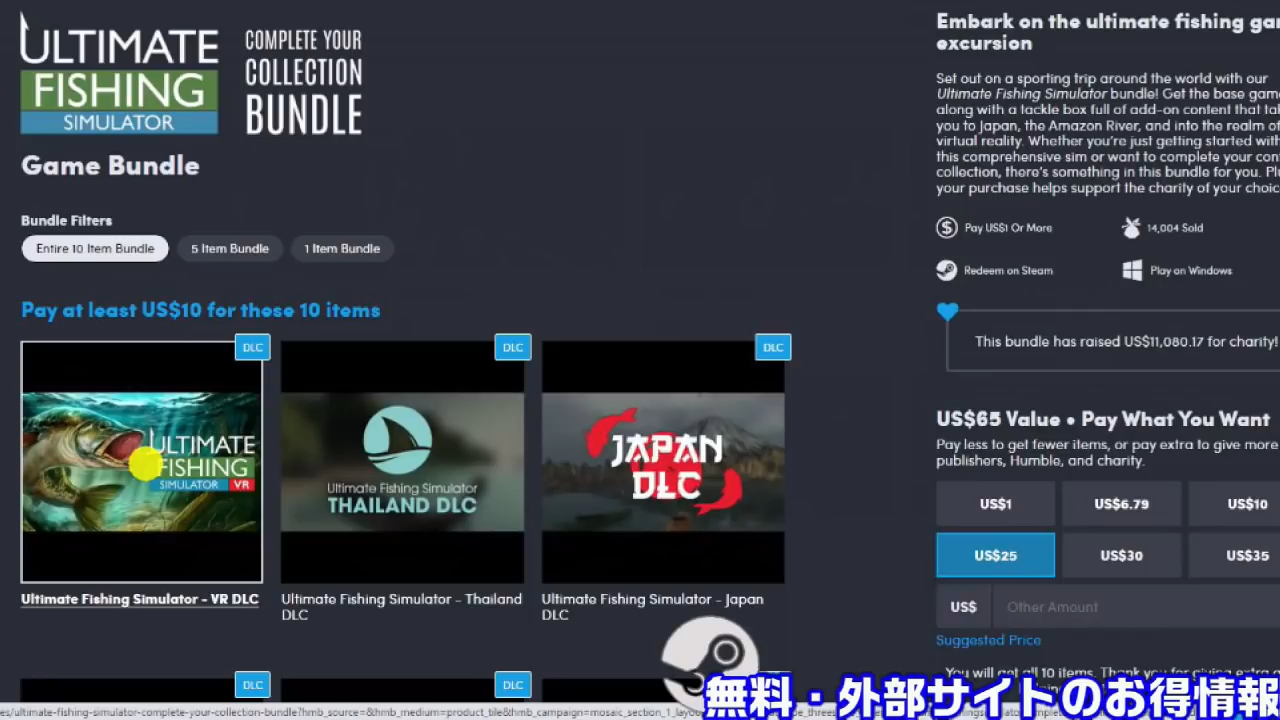 ULTIMATE
FISHING
SIMULATOR
COMPLETE YOUR
COLLECTION
BUNDLE
Game Bundle
Bundle Filters
Entire 10 Item Bundle
5 Item Bundle
1 Item Bundle
Pay at least US$10 for these 10 items
DLC
DLC
DLC
ULTIMATE
FISHING
SIMULATOR VR
Ultimate Fishing Simulator
THAILAND DLC
JAPAN
DLC
Ultimate Fishing Simulator - VR DLC
Ultimate Fishing Simulator - Thailand
DLC
Ultimate Fishing Simulator - Japan
DLC
DLC
DLC
Embark on the ultimate fishing
excursion
Set out on a sporting trip around the world with our
Ultimate Fishing Simulator bundle! Get the base
along with a tackle box full of add-on content that
you to Japan, the Amazon River, and into the realm
virtual reality. Whether you're just getting started
this comprehensive sim or want to complete your
collection, there's something in this bundle for you.
your purchase helps support the charity of your
Pay US$1 Or More
14,004 Sold
Redeem on Steam
Play on Windows
This bundle has raised US$11,080.17 for charity!
US$65 Value • Pay What You Want
Pay less to get fewer items, or pay extra to give more
publishers, Humble, and charity.
US$1
US$6.79
US$10
US$25
US$30
US$35
US$
Other Amount
Suggested Price
You will get all 10 items. Thank you for giving extra
無料・外部サイトのお得情報